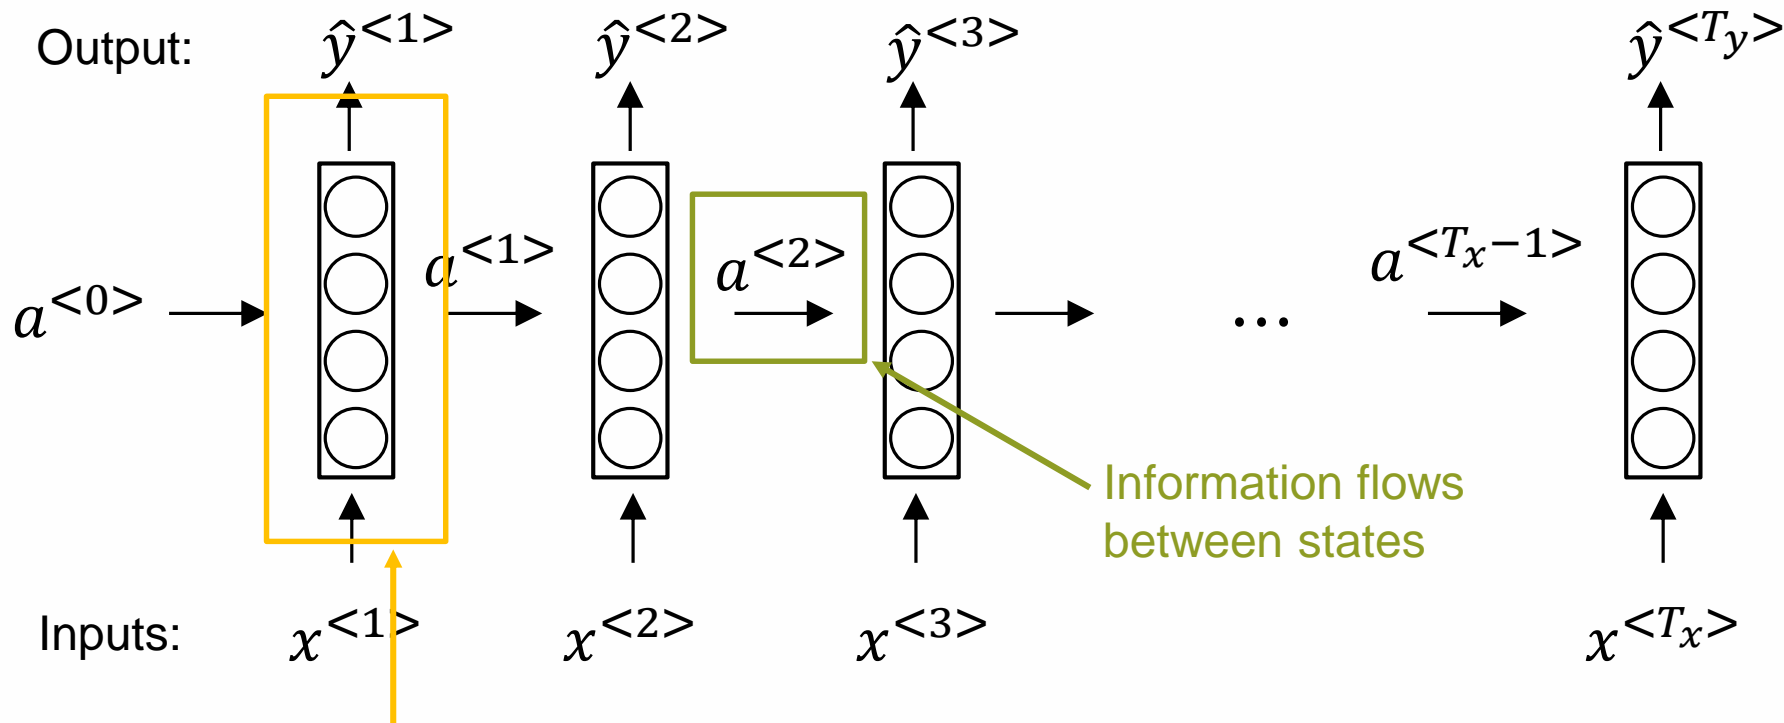 Output: ŷ<1> ŷ<2> ŷ<3> ŷ<Ty>
a<1> a<2> a<Tx−1>
a<0> ...
Information flows
between states
Inputs: x<1> x<2> x<3> x<Tx>